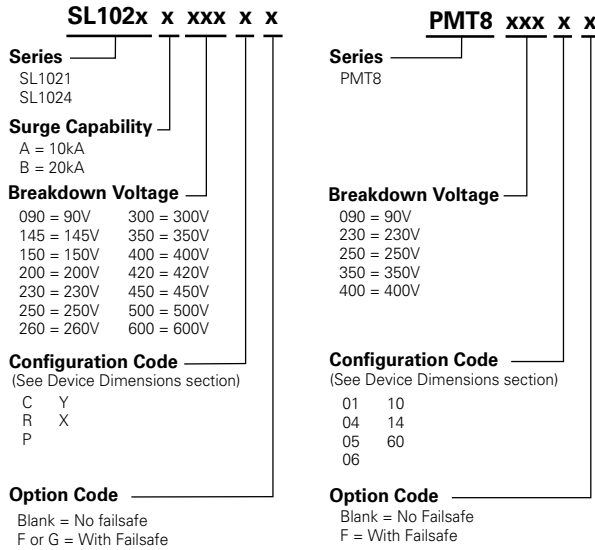 SL102x x xxx x x
Series
SL1021
SL1024
Surge Capability
A = 10kA
B = 20kA
Breakdown Voltage
090 = 90V 300 = 300V
145 = 145V 350 = 350V
150 = 150V 400 = 400V
200 = 200V 420 = 420V
230 = 230V 450 = 450V
250 = 250V 500 = 500V
260 = 260V 600 = 600V
Configuration Code
(See Device Dimensions section)
C Y
R X
P
Option Code
Blank = No failsafe
F or G = With Failsafe
PMT8 xxx x x
Series
PMT8
Breakdown Voltage
090 = 90V
230 = 230V
250 = 250V
350 = 350V
400 = 400V
Configuration Code
(See Device Dimensions section)
01 10
04 14
05 60
06
Option Code
Blank = No Failsafe
F = With Failsafe